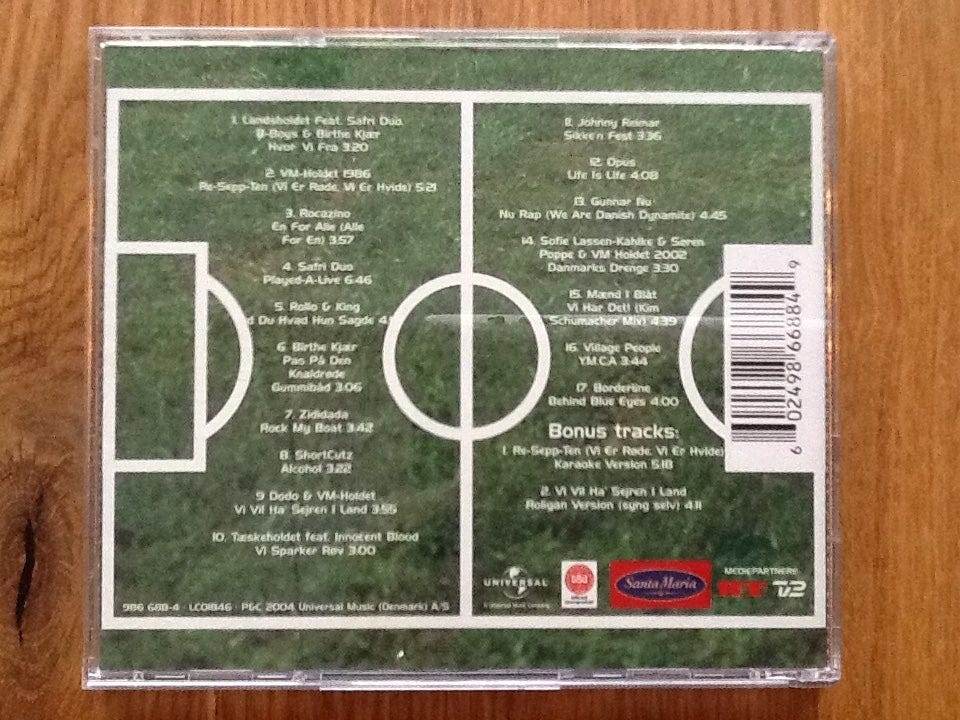 1. Landsholdet Feat. Safri Duo,
B-Boys & Birthe Kjær
Hvor Vi Fra 3:20
2. VM-Holdet 1986
Re-Sepp-Ten (Vi Er Røde, Vi Er Hvide) 5:21
3. Rocazino
En For Alle (Alle
For En) 3:57
4. Safri Duo
Played-A-Live 6:46
5. Rollo & King
Du Hvad Hun Sagde
6. Birthe Kjær
Pas På Den
Knaldrøde
Gummibåd 3:06
7. Zididada
Rock My Boat 3:42
8. ShortCutz
Alcohol 3:22
9 Dodo & VM-Holdet
Vi Vil Ha' Sejren I Land 3:55
10. Tæskeholdet feat. Innocent Blood
Vi Sparker Røv 3:00
11. Johnny Reimar
Sikke'n Fest 3:36
12. Opus
Life Is Life 4:08
13. Gunnar Nu
Nu Rap (We Are Danish Dynamite) 4:45
14. Sofie Lassen-Kahlke & Søren
Poppe & VM Holdet 2002
Danmarks Drenge 3:30
15. Mænd I Blåt
Vi Har Det! (Kim
Schumacher Mix) 4:39
16. Village People
Y.M.C.A 3:44
17. Borderline
Behind Blue Eyes 4:00
Bonus tracks:
1. Re-Sepp-Ten (Vi Er Røde, Vi Er Hvide)
Karaoke Version 5:18
2. Vi Vil Ha' Sejren I Land
Roligan Version (syng selv) 4:11
6 02498 66884 9
986 688-4 · LC01846 · P&C 2004 Universal Music (Denmark) A/S
UNIVERSAL
A Universal Music Company
DBU
Santa Maria
MEDIEPARTNERE:
TV2